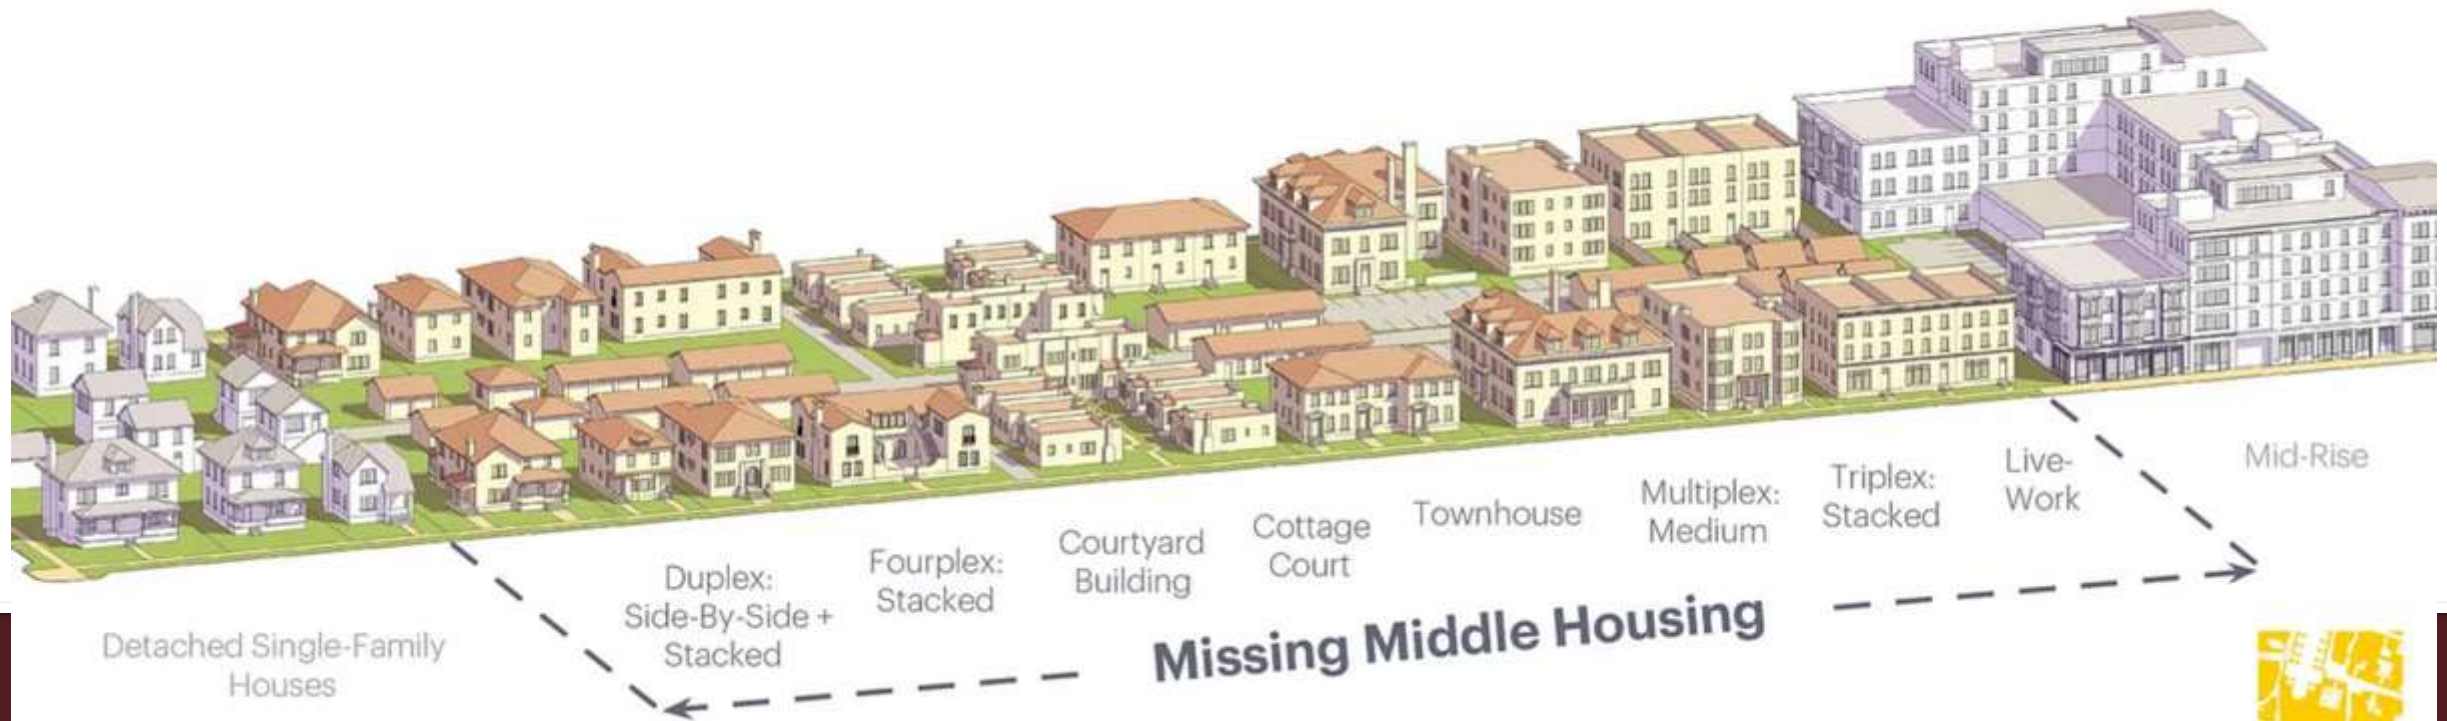 Detached Single-Family
Houses
Duplex:
Side-By-Side +
Stacked
Fourplex:
Stacked
Courtyard
Building
Cottage
Court
Townhouse
Multiplex:
Medium
Triplex:
Stacked
Live-
Work
Mid-Rise
Missing Middle Housing